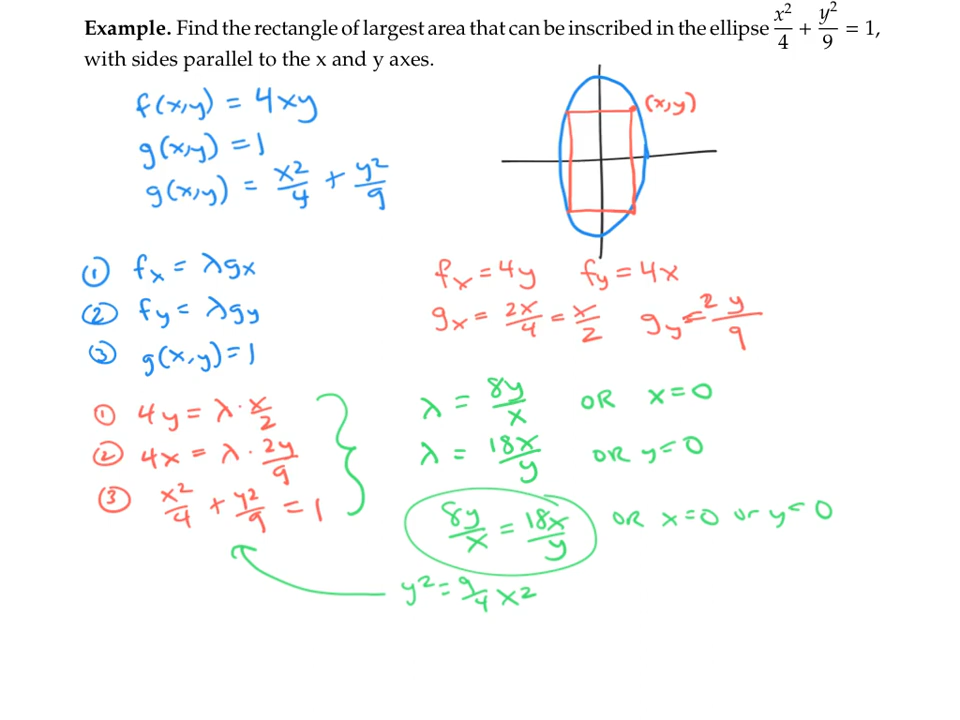 Example. Find the rectangle of largest area that can be inscribed in the ellipse x²/4 + y²/9 = 1,
with sides parallel to the x and y axes.
f(x,y) = 4xy
(x,y)
g(x,y) = 1
g(x,y) = x²/4 + y²/9
① fx = λgx
② fy = λgy
③ g(x,y) = 1
fx = 4y fy = 4x
gx = 2x/4 = x/2 gy = 2y/9
① 4y = λ · x/2
② 4x = λ · 2y/9
③ x²/4 + y²/9 = 1
λ = 8y/x OR x=0
λ = 18x/y OR y=0
8y/x = 18x/y OR x=0 or y=0
y² = 9/4 x²